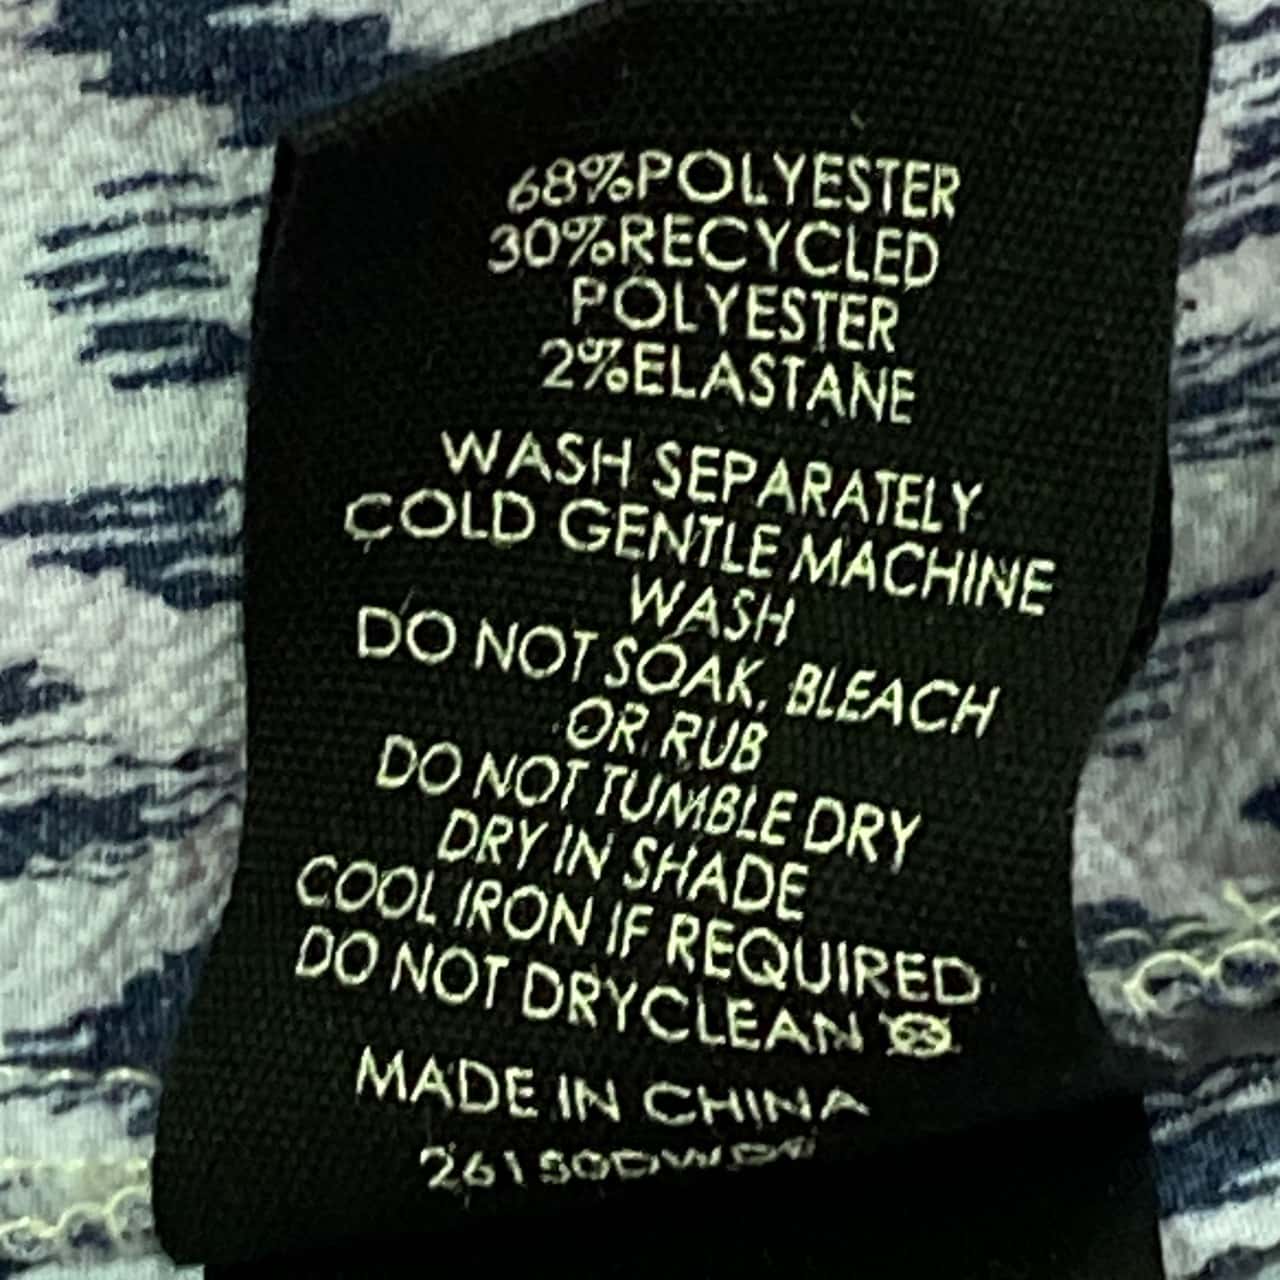 68%POLYESTER
30%RECYCLED
POLYESTER
2%ELASTANE
WASH SEPARATELY
COLD GENTLE MACHINE
WASH
DO NOT SOAK, BLEACH
OR RUB
DO NOT TUMBLE DRY
DRY IN SHADE
COOL IRON IF REQUIRED
DO NOT DRYCLEAN
MADE IN CHINA